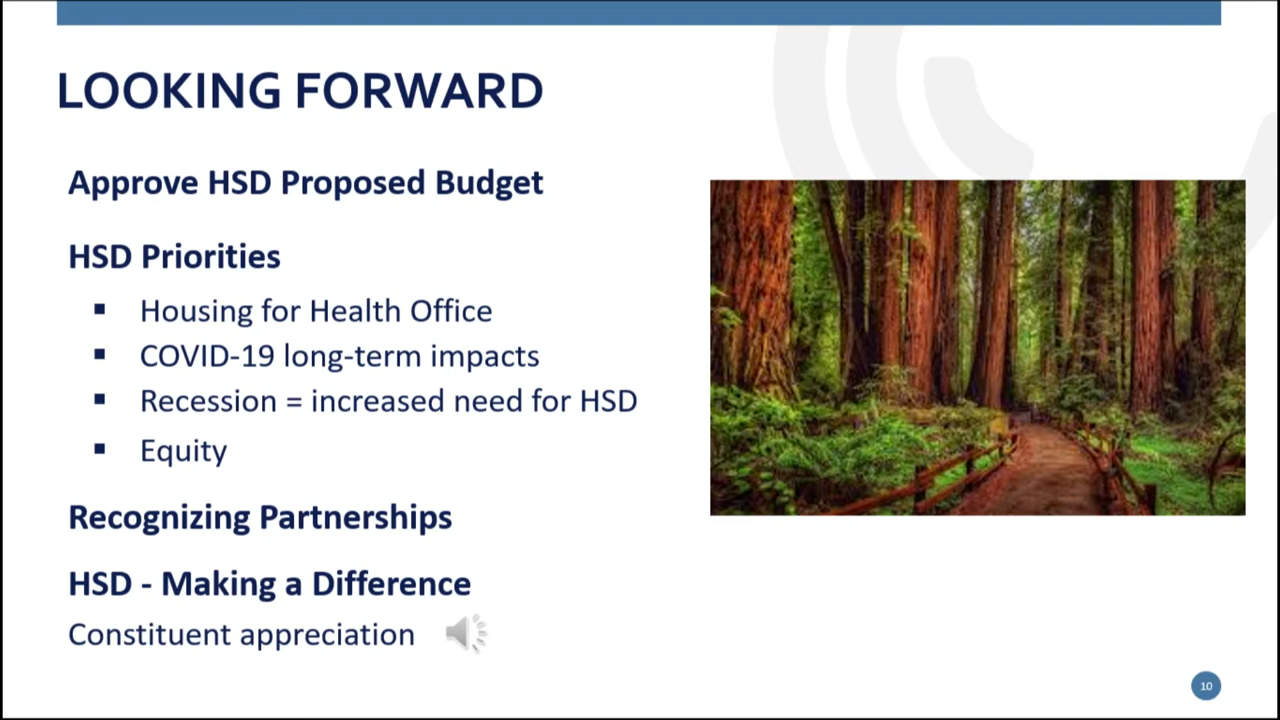 LOOKING FORWARD
Approve HSD Proposed Budget
HSD Priorities
▪ Housing for Health Office
▪ COVID-19 long-term impacts
▪ Recession = increased need for HSD
▪ Equity
Recognizing Partnerships
HSD - Making a Difference
Constituent appreciation
10